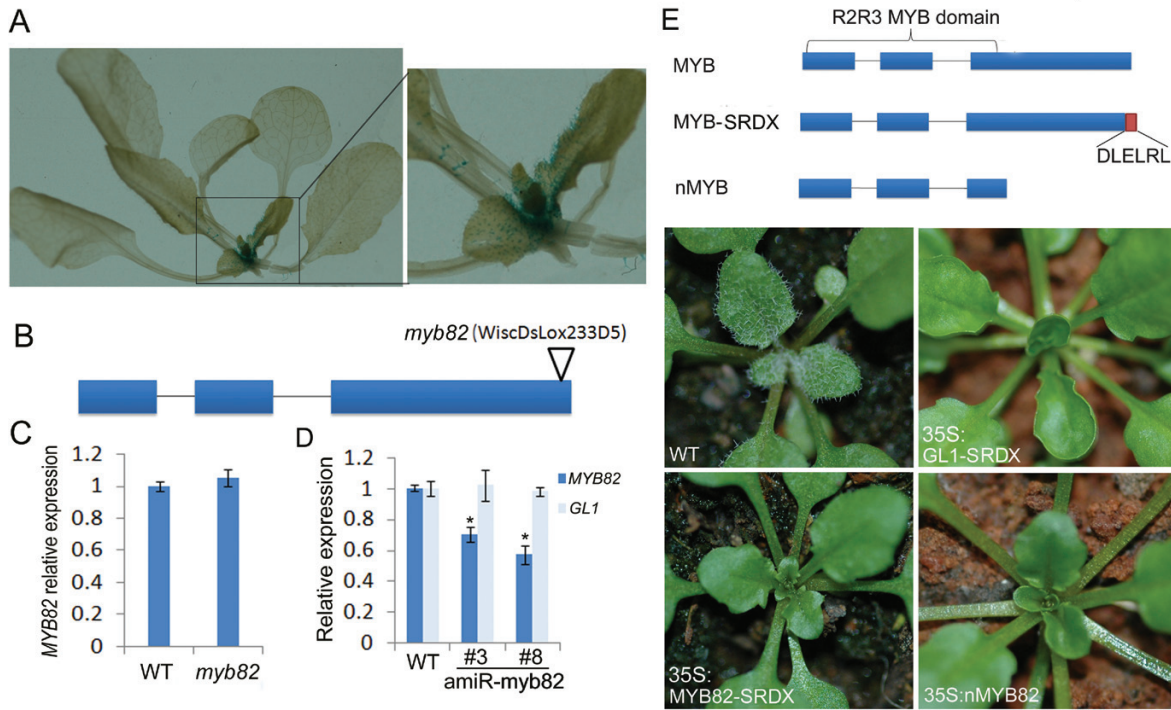 A
B
myb82 (WiscDsLox233D5)
C
MYB82 relative expression
1.2
1
0.8
0.6
0.4
0.2
0
WT
myb82
D
Relative expression
1.2
1
0.8
0.6
0.4
0.2
0
*
*
MYB82
GL1
WT
#3
#8
amiR-myb82
E
R2R3 MYB domain
MYB
MYB-SRDX
DLELRL
nMYB
WT
35S:
GL1-SRDX
35S:
MYB82-SRDX
35S:nMYB82